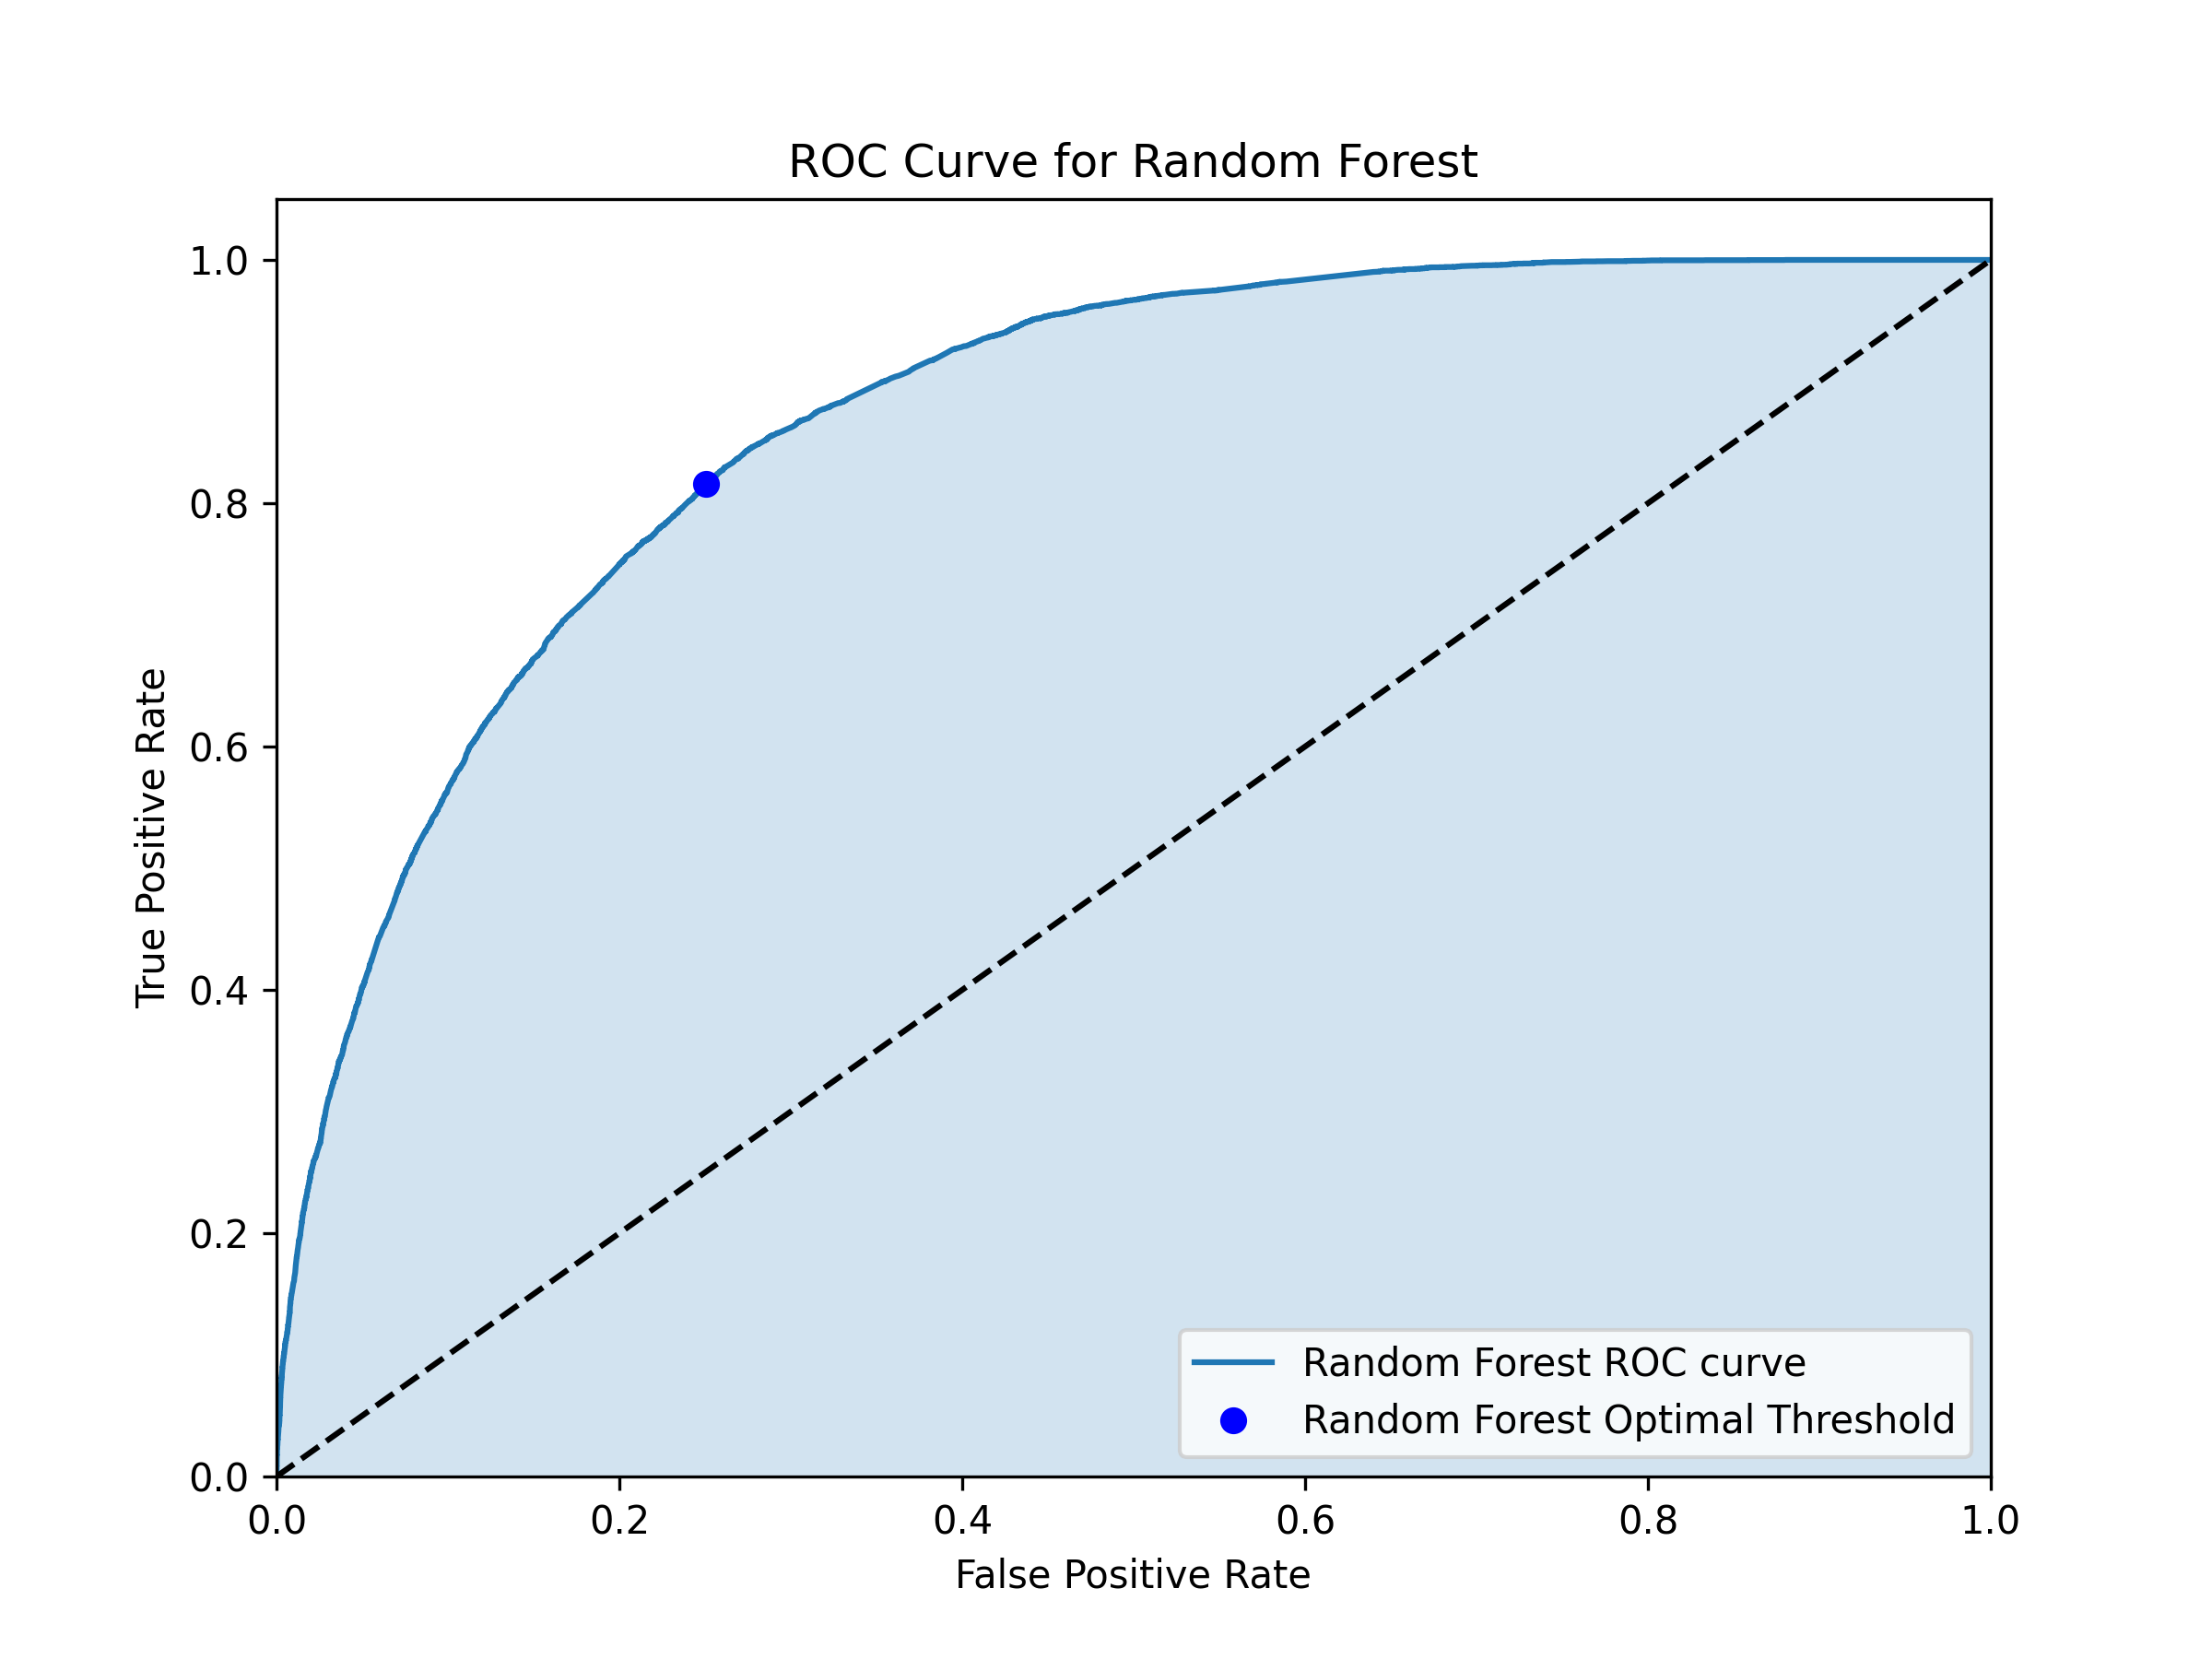 ROC Curve for Random Forest
1.0
0.8
0.6
0.4
0.2
0.0
True Positive Rate
Random Forest ROC curve
Random Forest Optimal Threshold
0.0 0.2 0.4 0.6 0.8 1.0
False Positive Rate